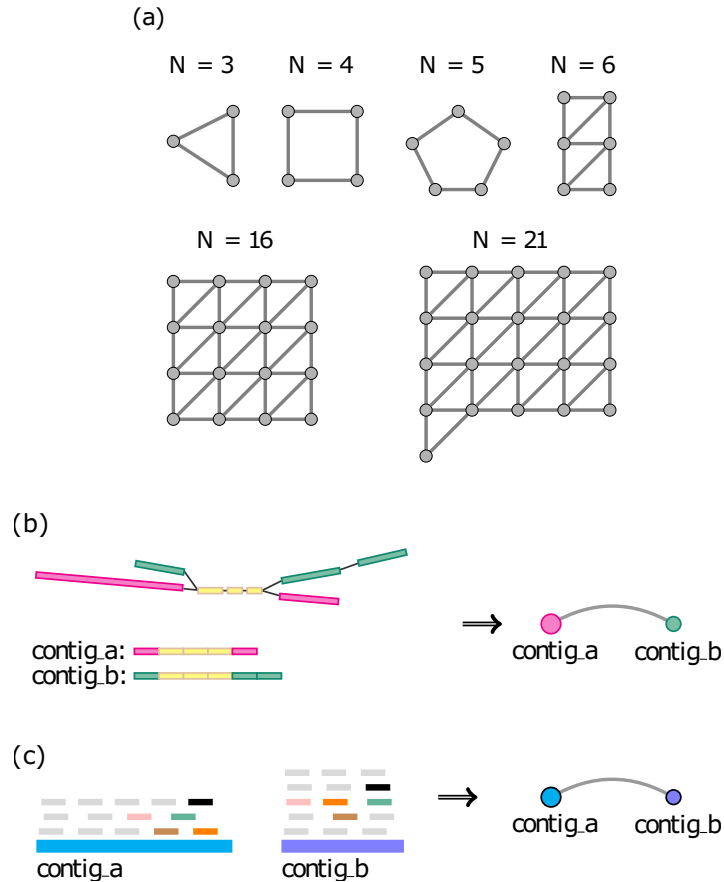 (a)
N = 3 N = 4 N = 5 N = 6
N = 16 N = 21
(b)
contig_a:
contig_b:
⇒
contig_a contig_b
(c)
⇒
contig_a contig_b
contig_a contig_b